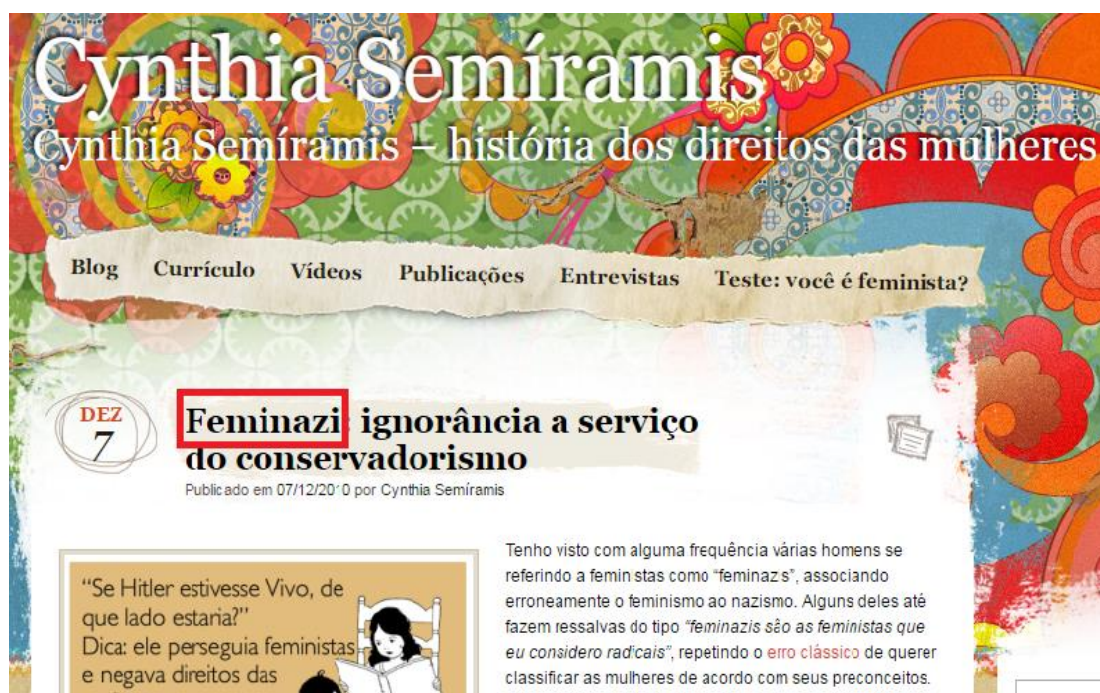 Cynthia Semíramis
Cynthia Semíramis – história dos direitos das mulheres
Blog Currículo Vídeos Publicações Entrevistas Teste: você é feminista?
DEZ
7
Feminazi: ignorância a serviço
do conservadorismo
Publicado em 07/12/2010 por Cynthia Semíramis
"Se Hitler estivesse Vivo, de
que lado estaria?"
Dica: ele perseguia feministas
e negava direitos das
Tenho visto com alguma frequência várias homens se
referindo a feministas como "feminazis", associando
erroneamente o feminismo ao nazismo. Alguns deles até
fazem ressalvas do tipo "feminazis são as feministas que
eu considero radicais", repetindo o erro clássico de querer
classificar as mulheres de acordo com seus preconceitos.